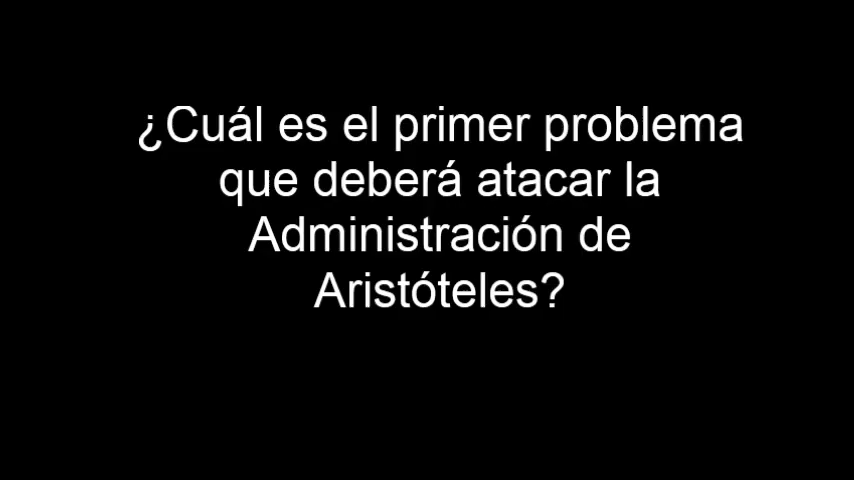 ¿Cuál es el primer problema
que deberá atacar la
Administración de
Aristóteles?